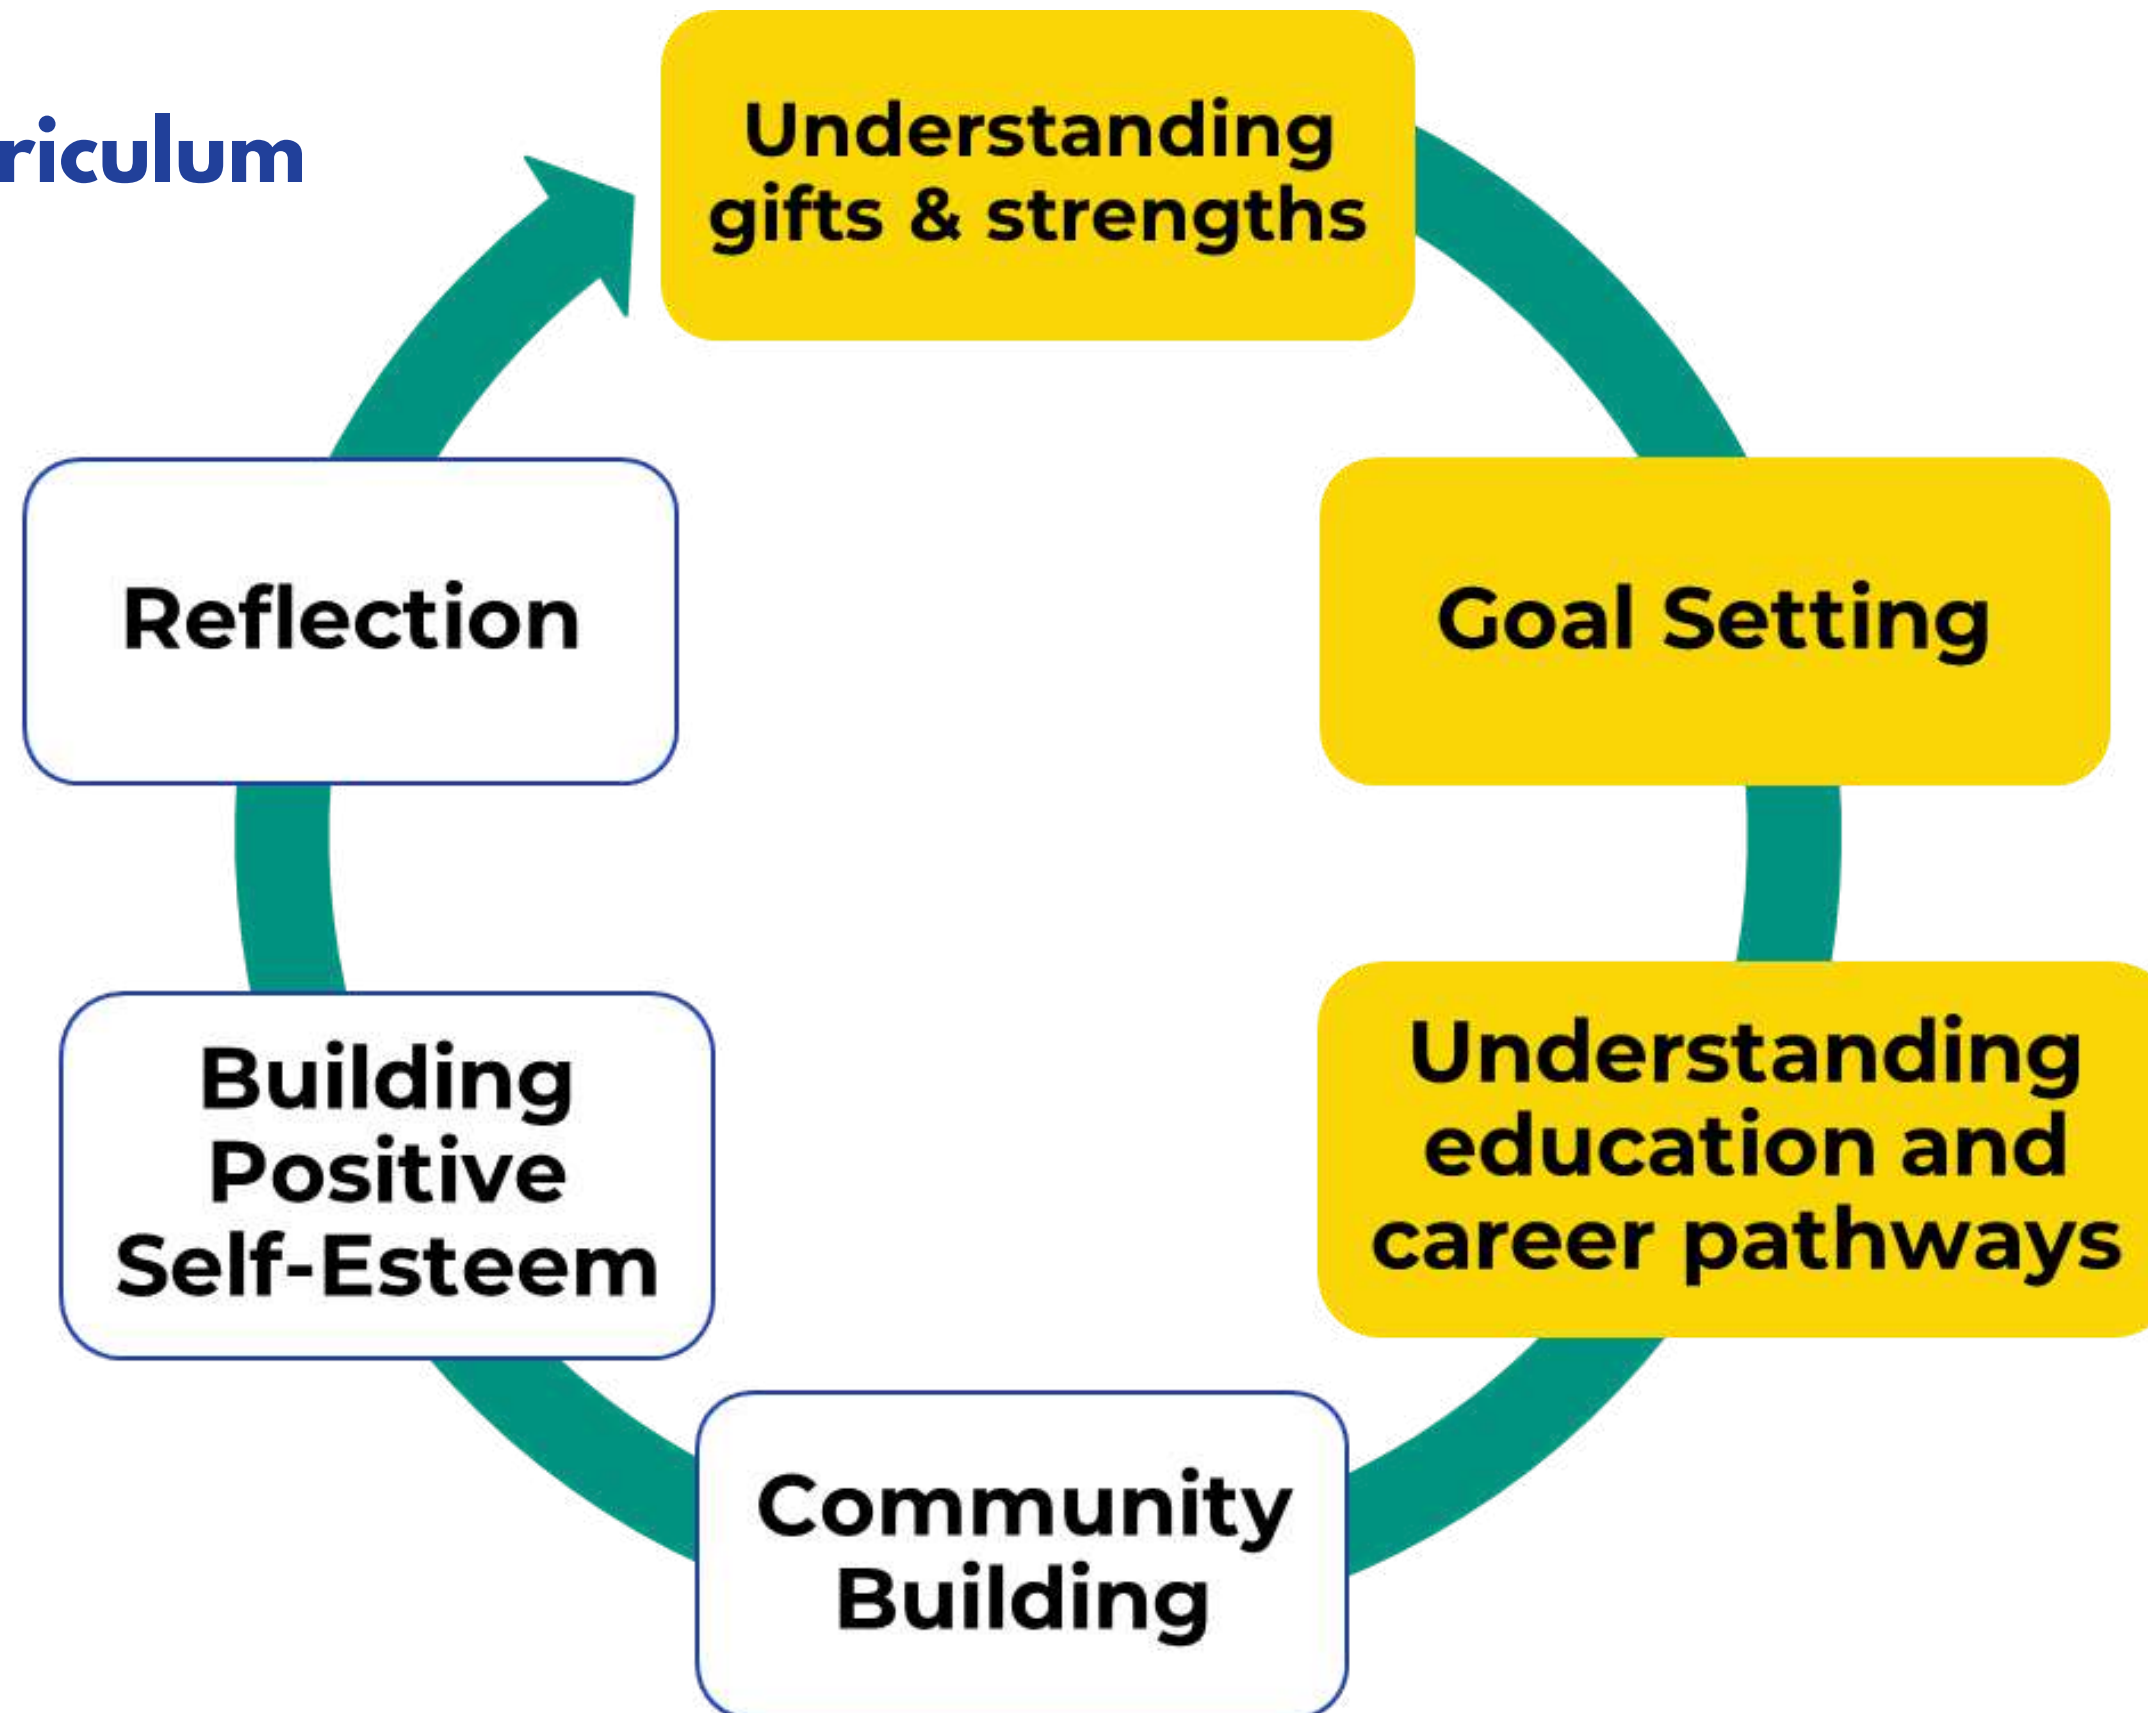 riculum
Understanding
gifts & strengths
Goal Setting
Understanding
education and
career pathways
Community
Building
Building
Positive
Self-Esteem
Reflection